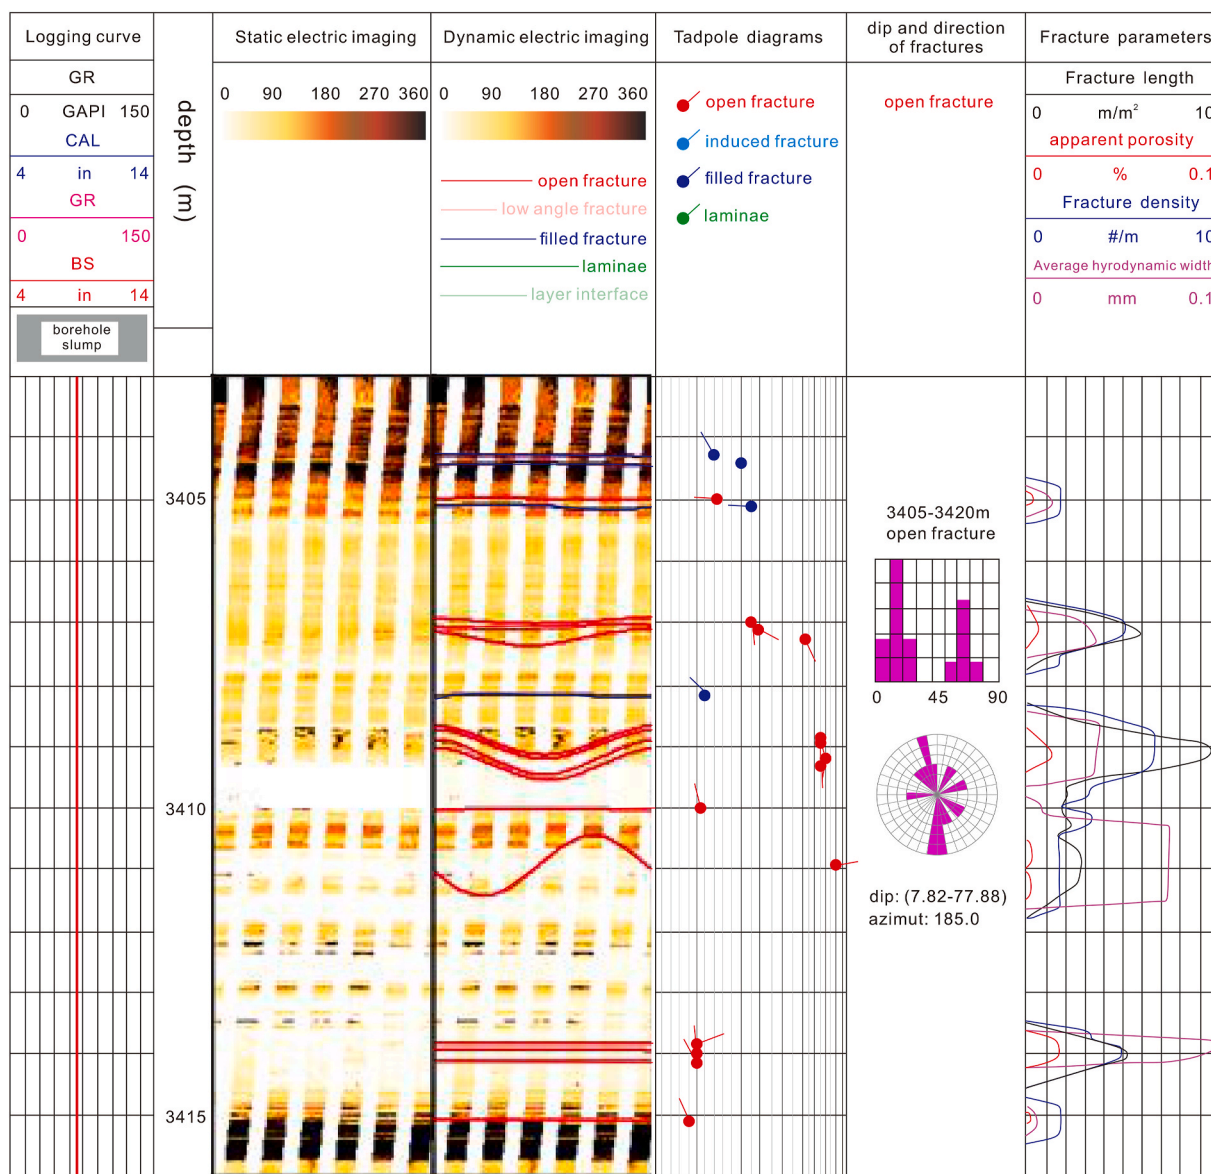 Logging curve
Static electric imaging
Dynamic electric imaging
Tadpole diagrams
dip and direction
of fractures
Fracture parameters
GR
0 GAPI 150
CAL
4 in 14
GR
0 150
BS
4 in 14
borehole
slump
depth (m)
0 90 180 270 360
0 90 180 270 360
open fracture
low angle fracture
filled fracture
laminae
layer interface
open fracture
induced fracture
filled fracture
laminae
open fracture
Fracture length
0 m/m² 10
apparent porosity
0 % 0.1
Fracture density
0 #/m 10
Average hyrodynamic width
0 mm 0.1
3405
3410
3415
3405-3420m
open fracture
0 45 90
dip: (7.82-77.88)
azimut: 185.0